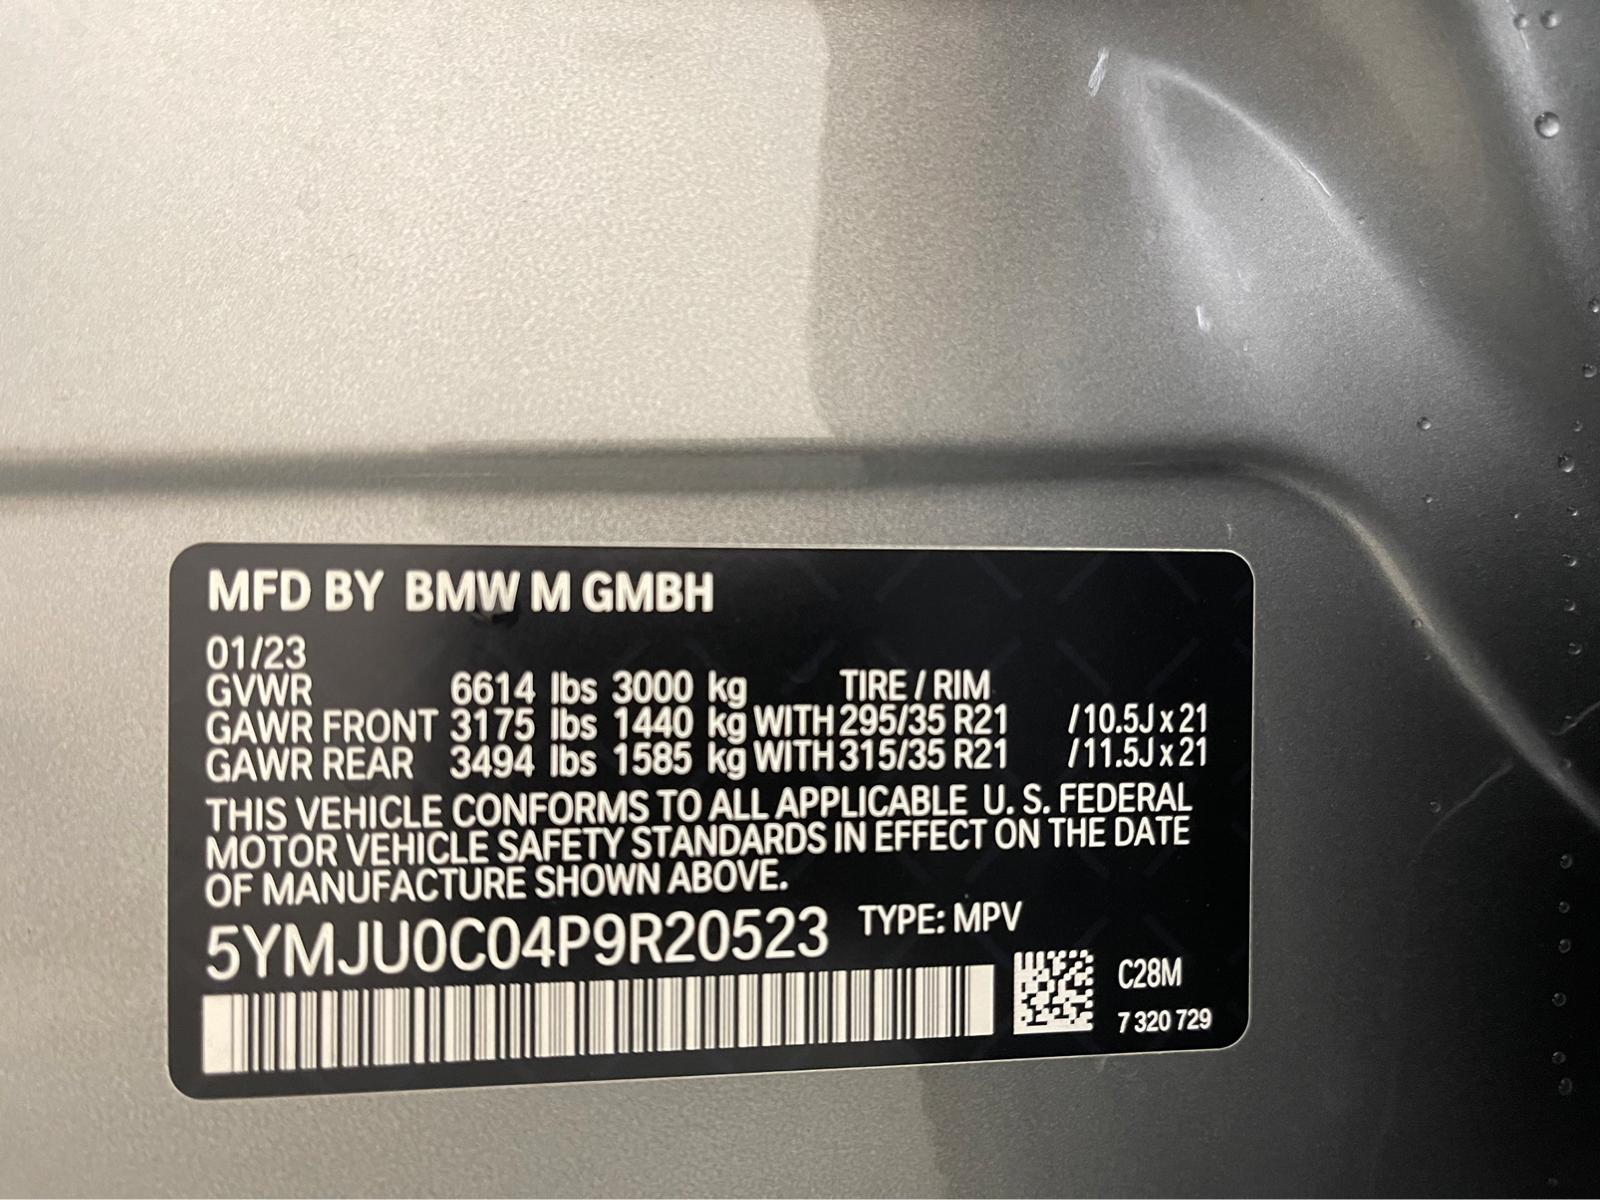 MFD BY BMW M GMBH
01/23
GVWR 6614 lbs 3000 kg TIRE / RIM
GAWR FRONT 3175 lbs 1440 kg WITH 295/35 R21 /10.5J x 21
GAWR REAR 3494 lbs 1585 kg WITH 315/35 R21 /11.5J x 21
THIS VEHICLE CONFORMS TO ALL APPLICABLE U. S. FEDERAL
MOTOR VEHICLE SAFETY STANDARDS IN EFFECT ON THE DATE
OF MANUFACTURE SHOWN ABOVE.
5YMJU0C04P9R20523 TYPE: MPV
C28M
7 320 729